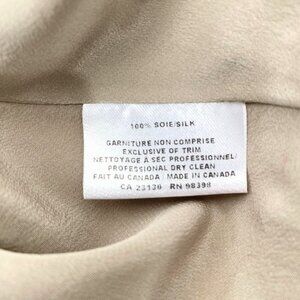 100% SOIE/SILK
GARNITURE NON COMPRISE
EXCLUSIVE OF TRIM
NETTOYAGE À SEC PROFESSIONNEL
PROFESSIONAL DRY CLEAN
FAIT AU CANADA / MADE IN CANADA
CA 23136 RN 98398